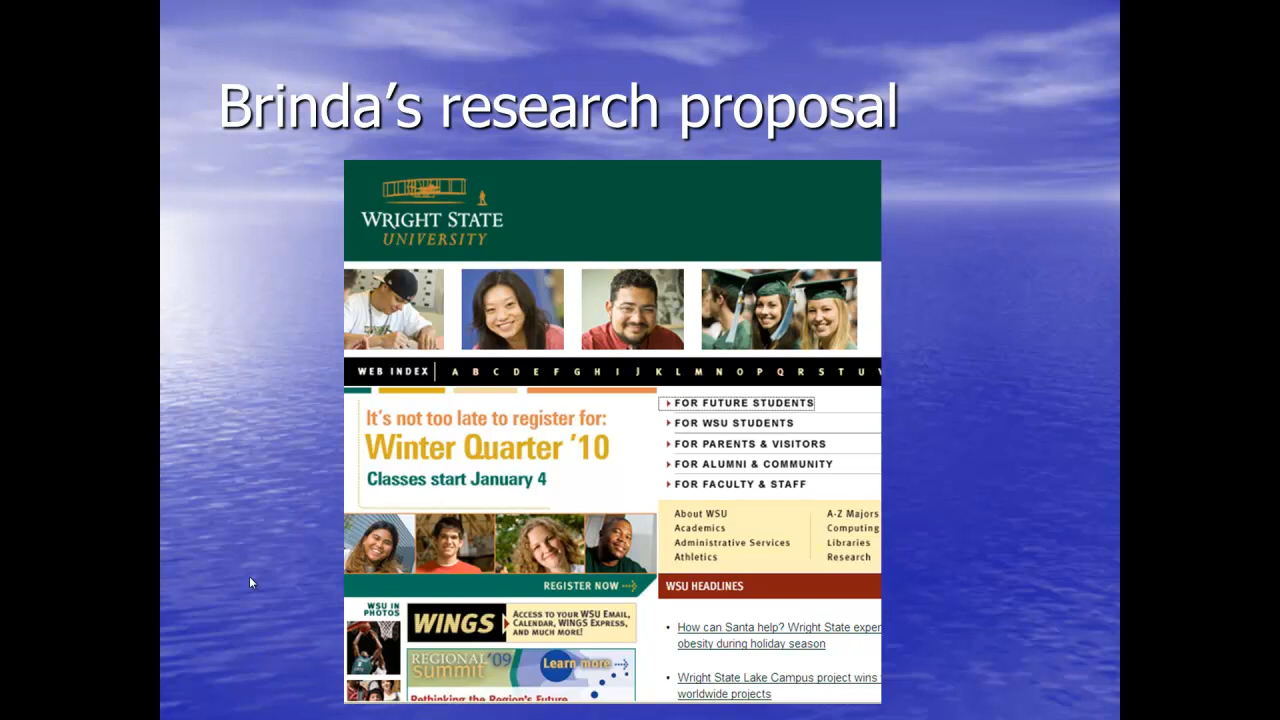 Brinda's research proposal
WRIGHT STATE
UNIVERSITY
WEB INDEX A B C D E F G H I J K L M N O P Q R S T U
It's not too late to register for:
Winter Quarter '10
Classes start January 4
FOR FUTURE STUDENTS
FOR WSU STUDENTS
FOR PARENTS & VISITORS
FOR ALUMNI & COMMUNITY
FOR FACULTY & STAFF
About WSU
Academics
Administrative Services
Athletics
A-Z Majors
Computing
Libraries
Research
REGISTER NOW
WSU HEADLINES
WSU IN
PHOTOS
WINGS
ACCESS TO YOUR WSU EMAIL,
CALENDAR, WINGS EXPRESS,
AND MUCH MORE!
REGIONAL '09
summit
Learn more
Rethinking the Region's Future
How can Santa help? Wright State exper
obesity during holiday season
Wright State Lake Campus project wins
worldwide projects